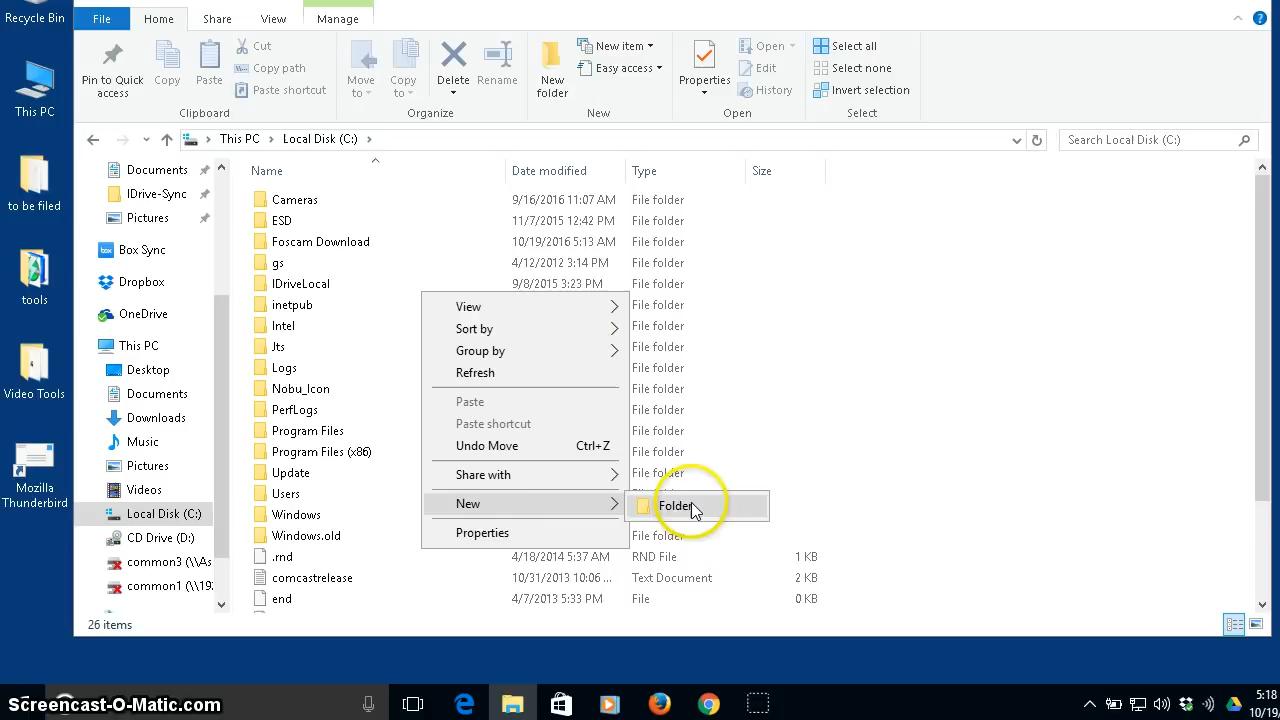 Recycle Bin
This PC
to be filed
tools
Video Tools
Mozilla
Thunderbird
File
Home
Share
View
Manage
Pin to Quick
access
Copy
Paste
Cut
Copy path
Paste shortcut
Clipboard
Move
to
Copy
to
Delete
Rename
Organize
New
folder
New item
Easy access
New
Properties
Open
Edit
History
Open
Select all
Select none
Invert selection
Select
This PC > Local Disk (C:) >
Search Local Disk (C:)
Documents
IDrive-Sync
Pictures
Box Sync
Dropbox
OneDrive
This PC
Desktop
Documents
Downloads
Music
Pictures
Videos
Local Disk (C:)
CD Drive (D:)
common3 (\\As
common1 (\\19
Name Date modified Type Size
Cameras 9/16/2016 11:07 AM File folder
ESD 11/7/2015 12:42 PM File folder
Foscam Download 10/19/2016 5:13 AM File folder
gs 4/12/2012 3:14 PM File folder
IDriveLocal 9/8/2015 3:23 PM File folder
inetpub File folder
Intel File folder
Jts File folder
Logs File folder
Nobu_Icon File folder
PerfLogs File folder
Program Files File folder
Program Files (x86) File folder
Update File folder
Users
Windows
Windows.old File folder
.rnd 4/18/2014 5:37 AM RND File 1 KB
comcastrelease 10/31/2013 10:06 ... Text Document 2 KB
end 4/7/2013 5:33 PM File 0 KB
View
Sort by
Group by
Refresh
Paste
Paste shortcut
Undo Move Ctrl+Z
Share with
New
Properties
Folder
26 items
Screencast-O-Matic.com
5:18
10/19